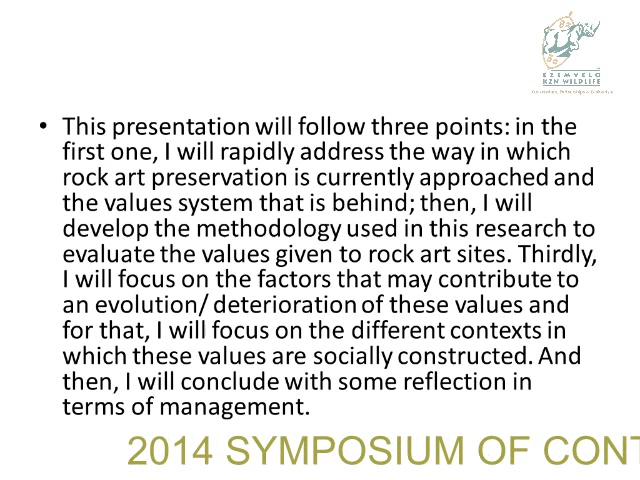 EZEMVELO
KZN WILDLIFE
• This presentation will follow three points: in the
first one, I will rapidly address the way in which
rock art preservation is currently approached and
the values system that is behind; then, I will
develop the methodology used in this research to
evaluate the values given to rock art sites. Thirdly,
I will focus on the factors that may contribute to
an evolution/ deterioration of these values and
for that, I will focus on the different contexts in
which these values are socially constructed. And
then, I will conclude with some reflection in
terms of management.
2014 SYMPOSIUM OF CONT